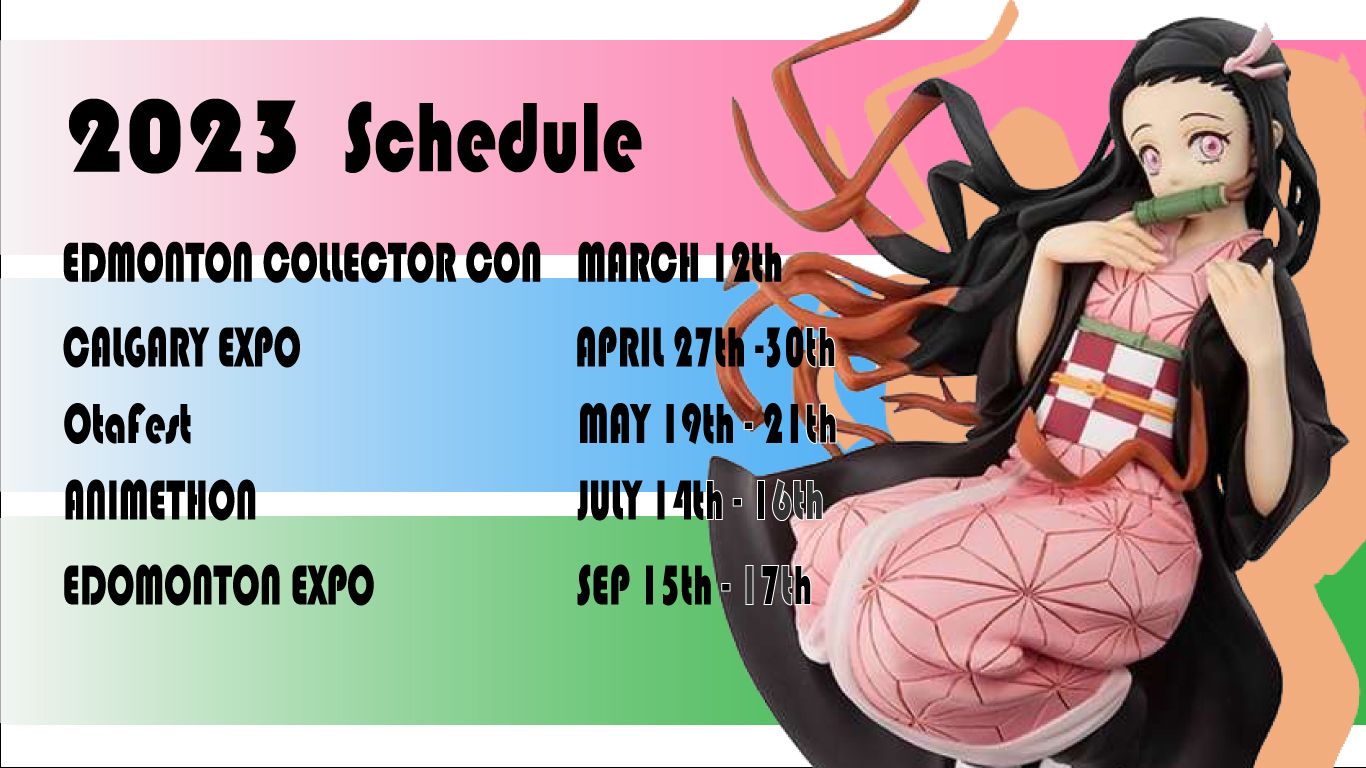 2023 Schedule
EDMONTON COLLECTOR CON MARCH 12th
CALGARY EXPO APRIL 27th -30th
OtaFest MAY 19th - 21th
ANIMETHON JULY 14th - 16th
EDOMONTON EXPO SEP 15th - 17th